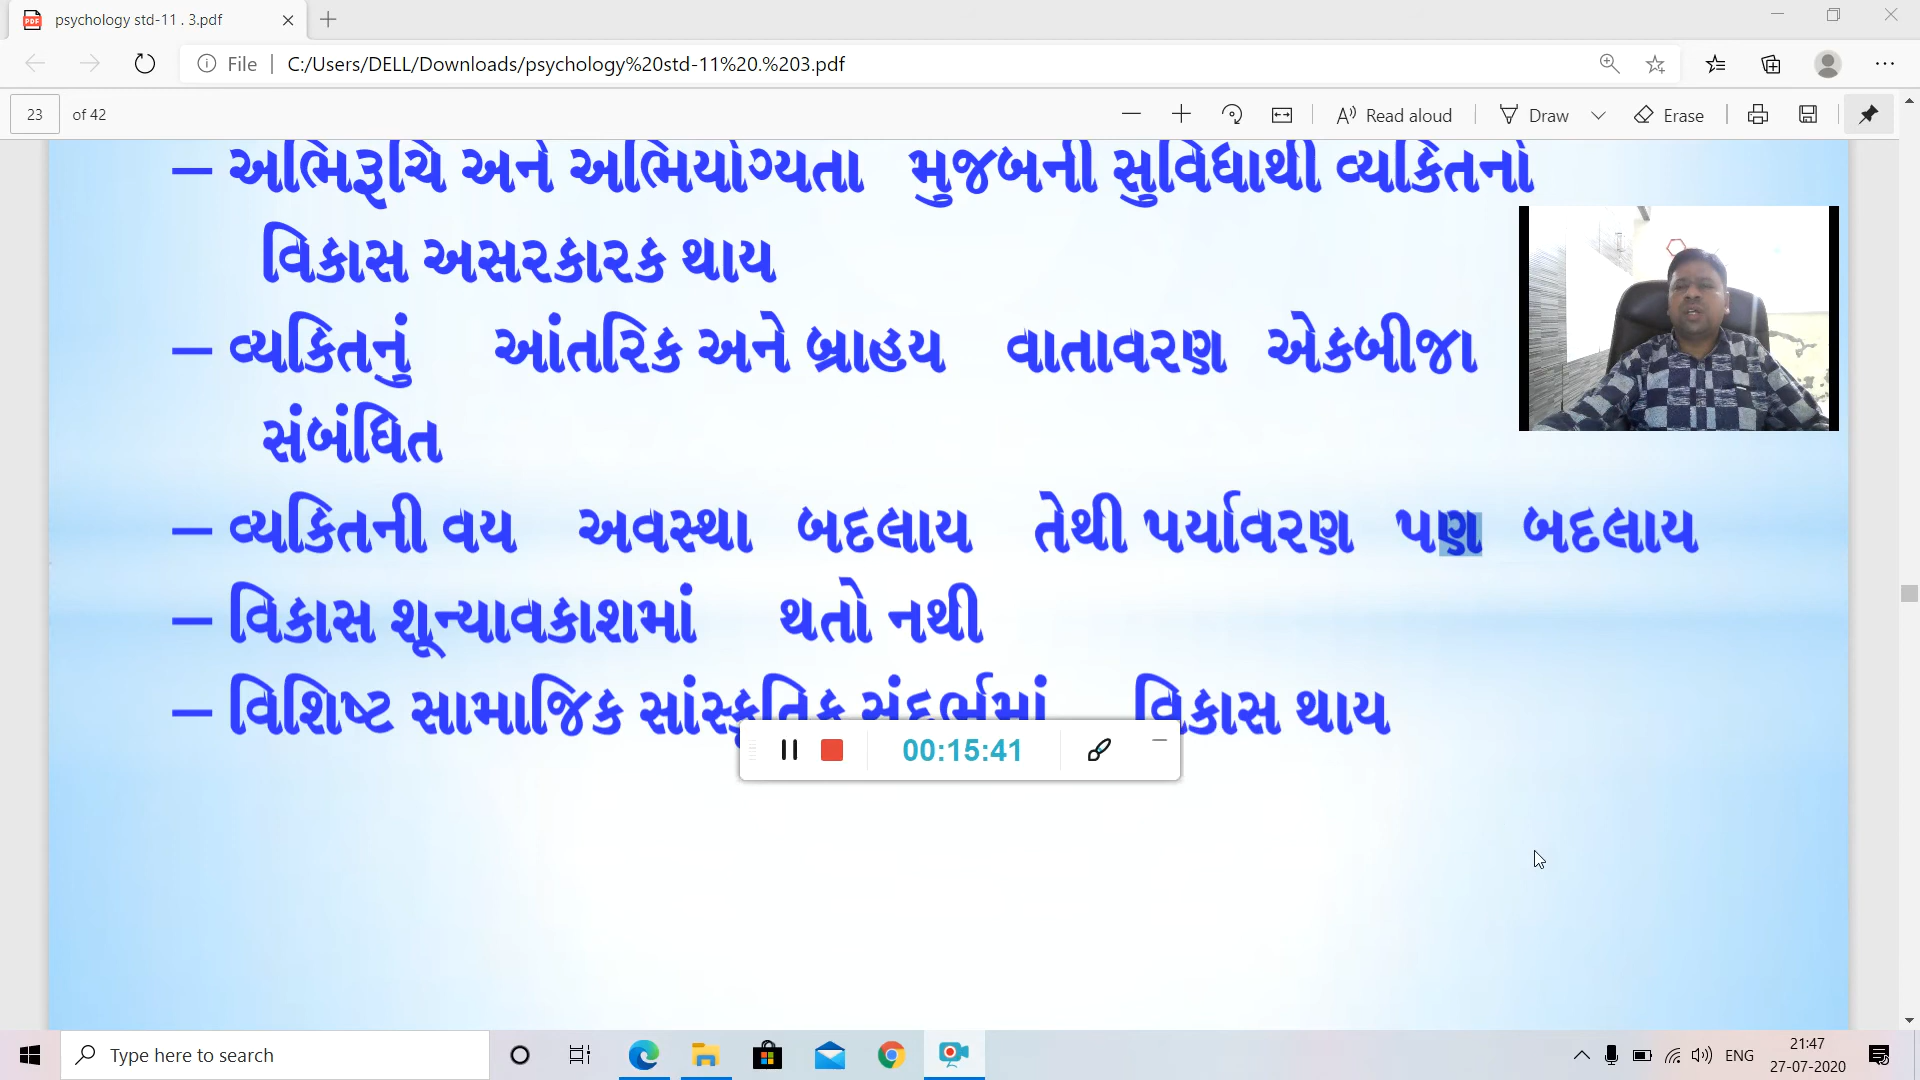 psychology std-11 . 3.pdf
File | C:/Users/DELL/Downloads/psychology%20std-11%20.%203.pdf
23 of 42 Read aloud Draw Erase
– અભિરૂચિ અને અભિયોગ્યતા મુજબની સુવિધાથી વ્યકિતનો
વિકાસ અસરકારક થાય
– વ્યકિતનું આંતરિક અને બ્રાહય વાતાવરણ એકબીજા
સંબંધિત
– વ્યકિતની વય અવસ્થા બદલાય તેથી પર્યાવરણ પણ બદલાય
– વિકાસ શૂન્યાવકાશમાં થતો નથી
– વિશિષ્ટ સામાજિક સાંસ્કૃતિક સંદર્ભમાં વિકાસ થાય
00:15:41
Type here to search
ENG
21:47
27-07-2020